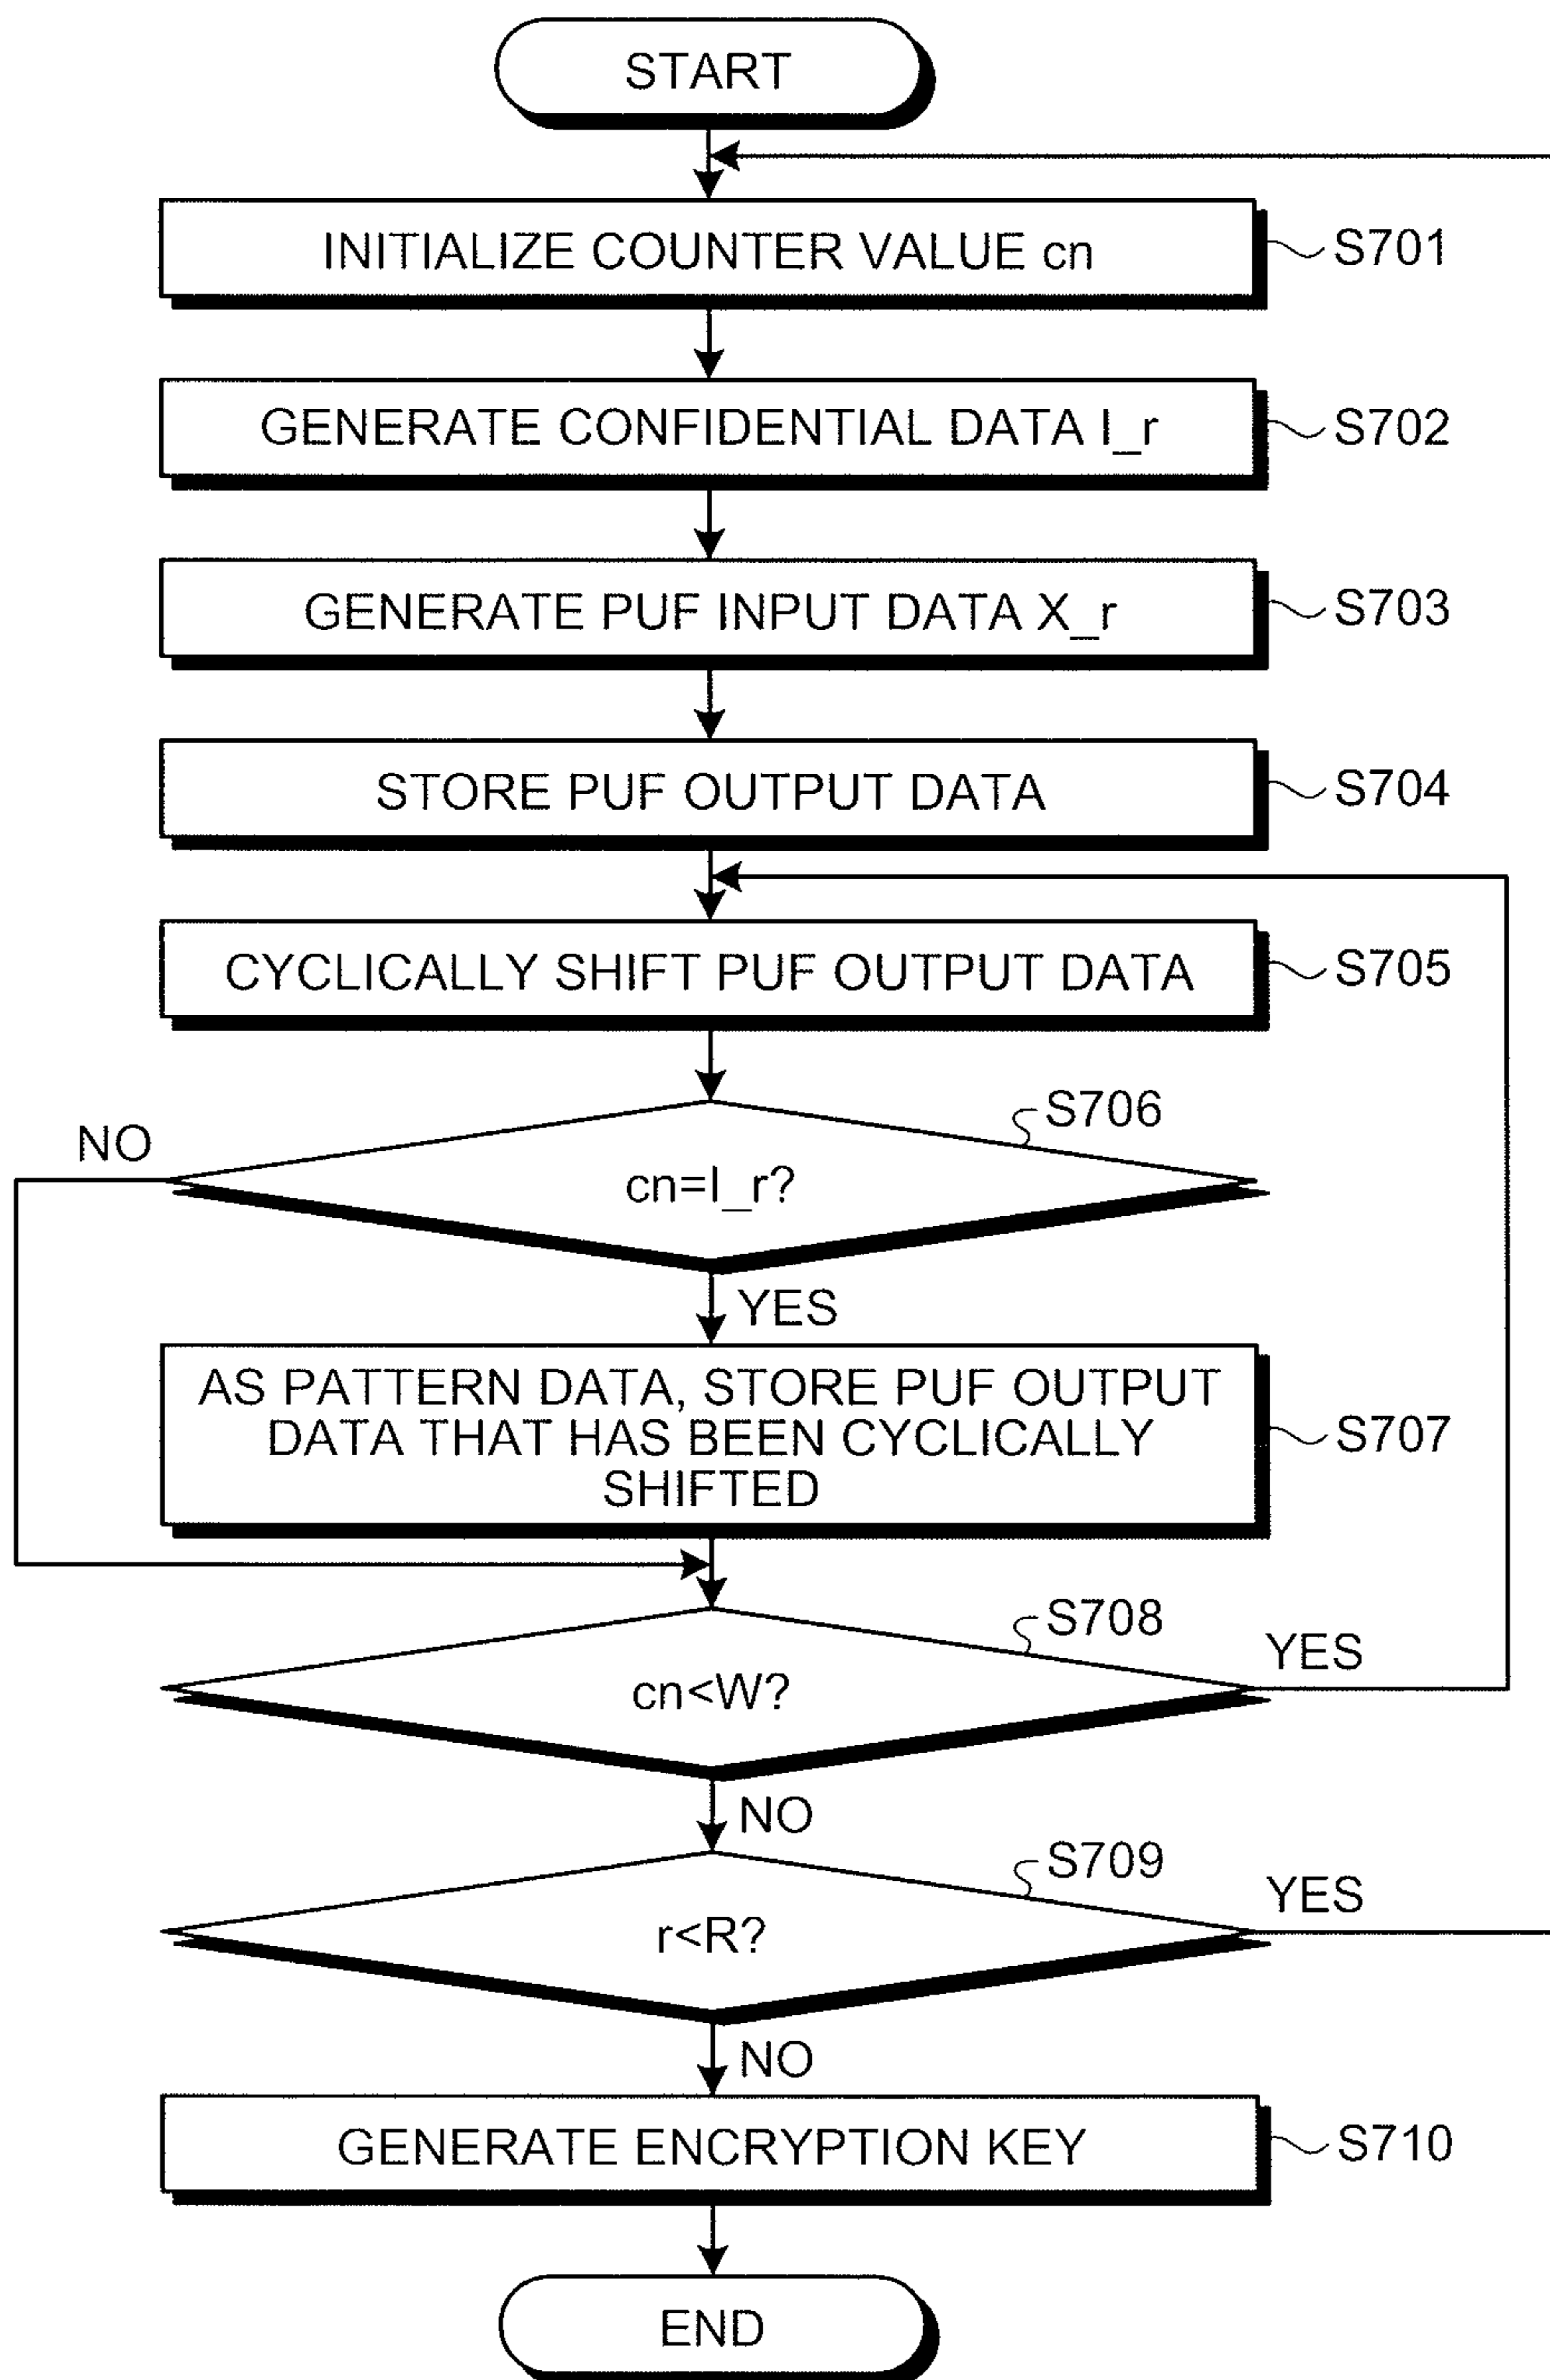 START
INITIALIZE COUNTER VALUE cn
S701
GENERATE CONFIDENTIAL DATA I_r
S702
GENERATE PUF INPUT DATA X_r
S703
STORE PUF OUTPUT DATA
S704
CYCLICALLY SHIFT PUF OUTPUT DATA
S705
S706
NO
cn=I_r?
YES
AS PATTERN DATA, STORE PUF OUTPUT
DATA THAT HAS BEEN CYCLICALLY
SHIFTED
S707
S708
YES
cn<W?
NO
S709
YES
r<R?
NO
GENERATE ENCRYPTION KEY
S710
END